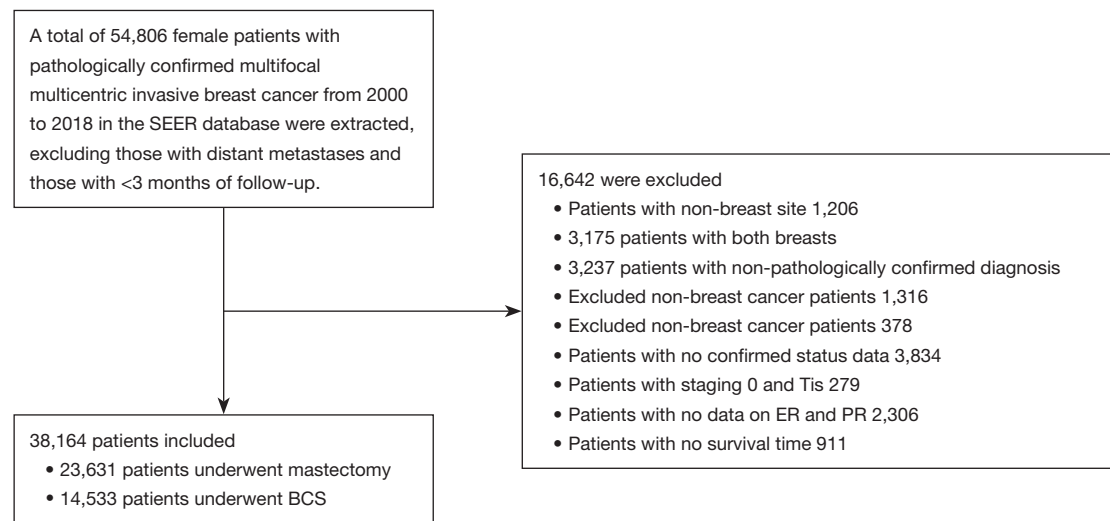 A total of 54,806 female patients with
pathologically confirmed multifocal
multicentric invasive breast cancer from 2000
to 2018 in the SEER database were extracted,
excluding those with distant metastases and
those with <3 months of follow-up.
16,642 were excluded
• Patients with non-breast site 1,206
• 3,175 patients with both breasts
• 3,237 patients with non-pathologically confirmed diagnosis
• Excluded non-breast cancer patients 1,316
• Excluded non-breast cancer patients 378
• Patients with no confirmed status data 3,834
• Patients with staging 0 and Tis 279
• Patients with no data on ER and PR 2,306
• Patients with no survival time 911
38,164 patients included
• 23,631 patients underwent mastectomy
• 14,533 patients underwent BCS